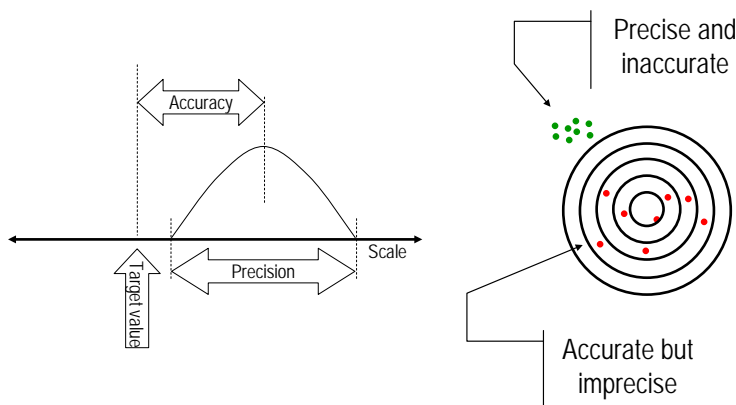 Accuracy
Scale
Precision
Target value
Precise and
inaccurate
Accurate but
imprecise